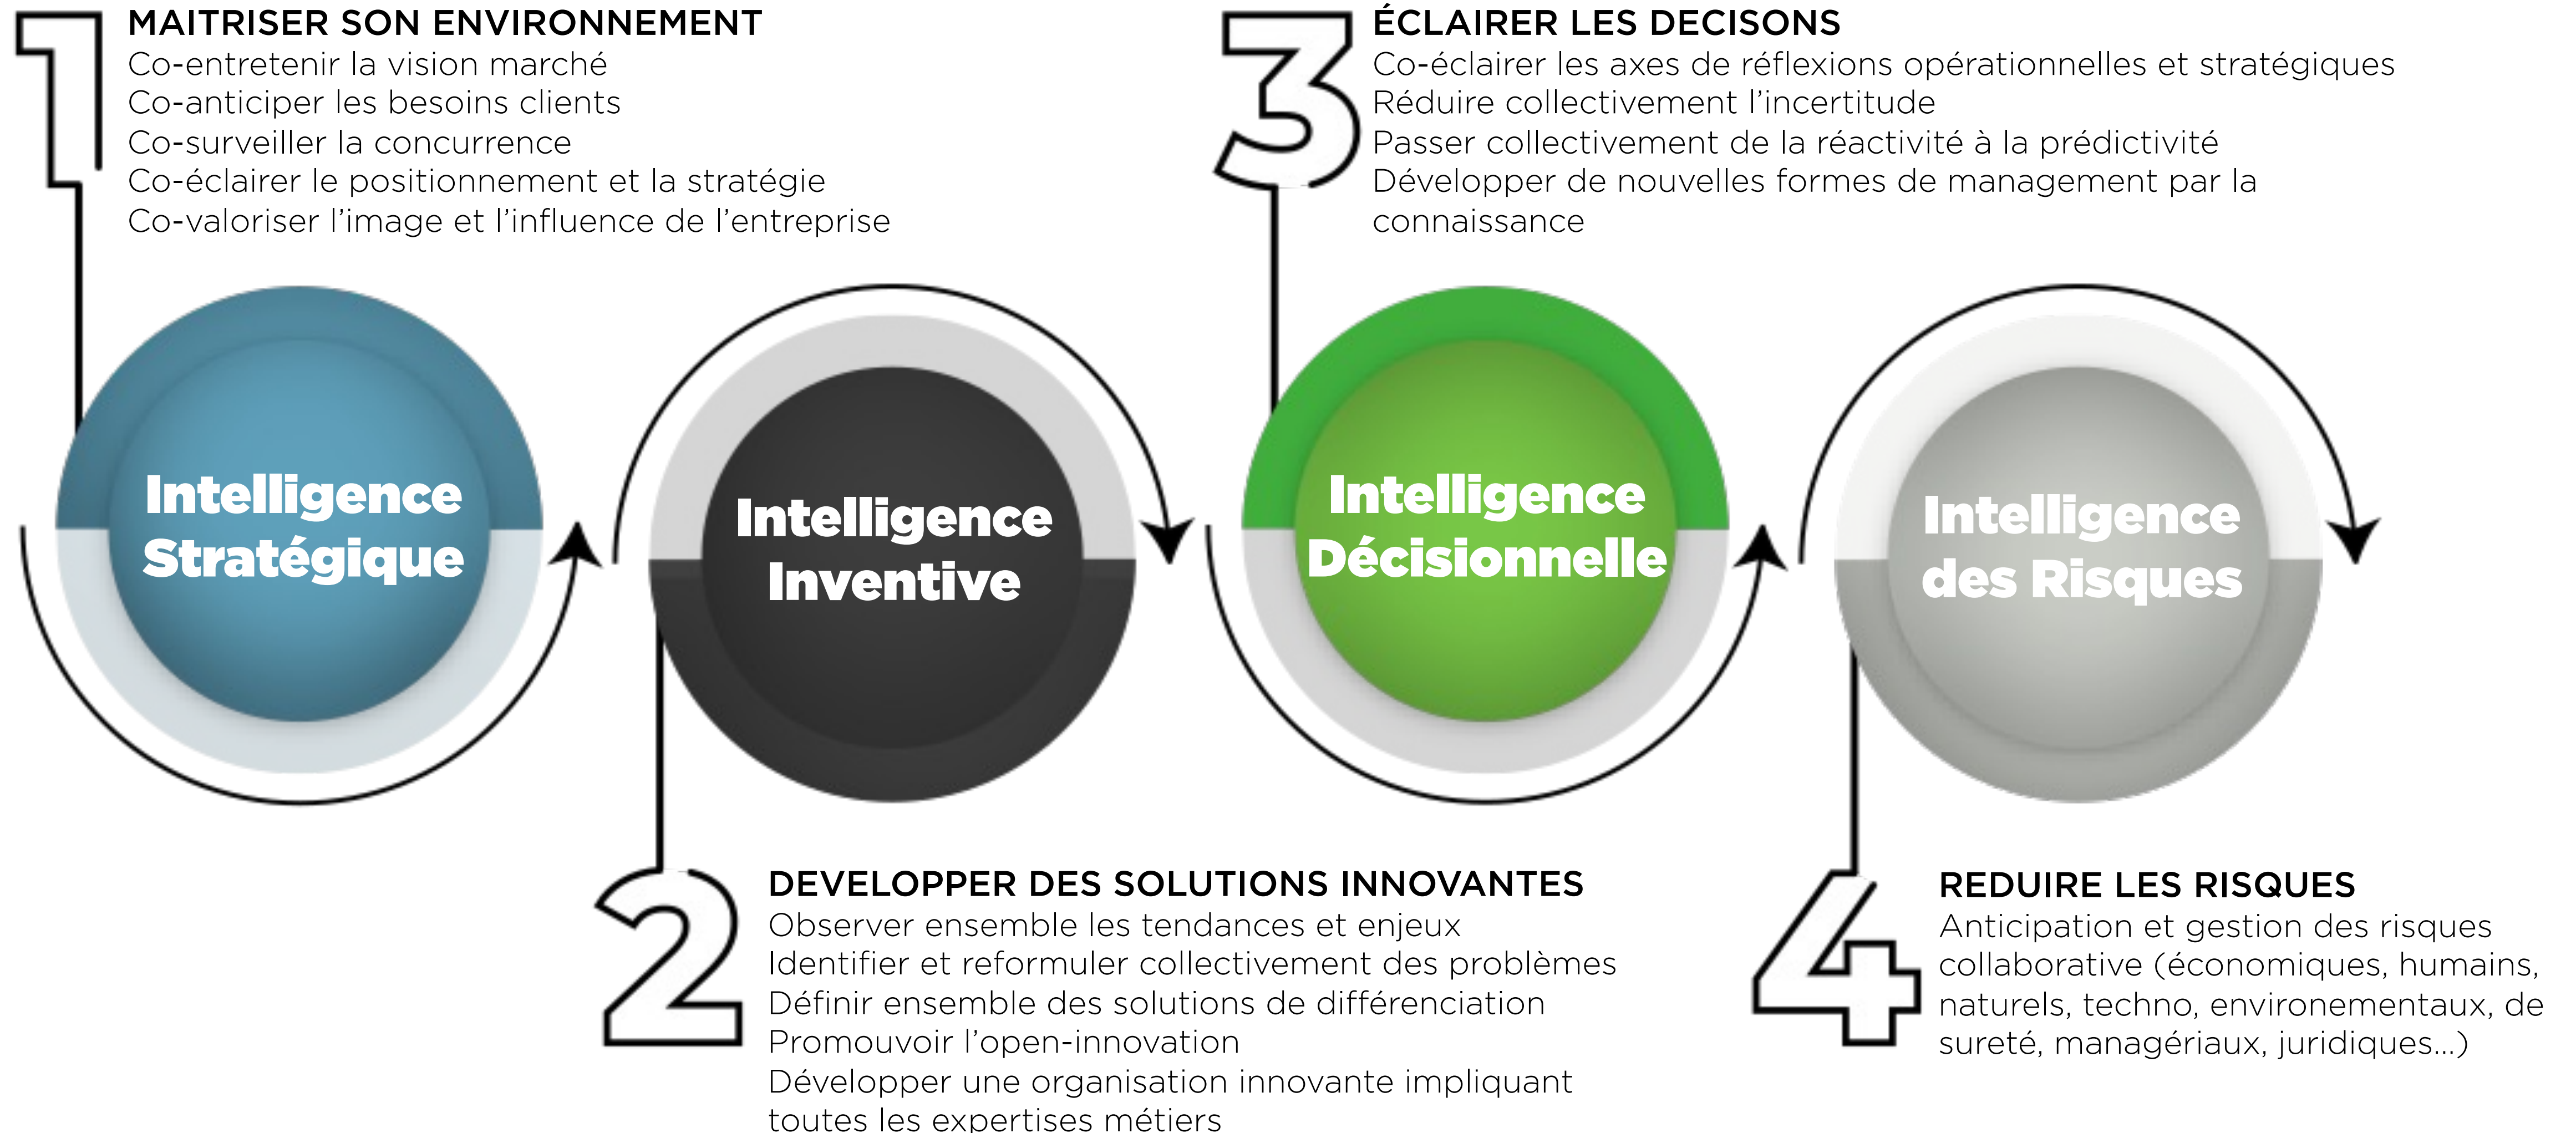 1
MAITRISER SON ENVIRONNEMENT
Co-entretenir la vision marché
Co-anticiper les besoins clients
Co-surveiller la concurrence
Co-éclairer le positionnement et la stratégie
Co-valoriser l’image et l’influence de l’entreprise
Intelligence
Stratégique
Intelligence
Inventive
2
DEVELOPPER DES SOLUTIONS INNOVANTES
Observer ensemble les tendances et enjeux
Identifier et reformuler collectivement des problèmes
Définir ensemble des solutions de différenciation
Promouvoir l’open-innovation
Développer une organisation innovante impliquant
toutes les expertises métiers
3
ÉCLAIRER LES DECISONS
Co-éclairer les axes de réflexions opérationnelles et stratégiques
Réduire collectivement l’incertitude
Passer collectivement de la réactivité à la prédictivité
Développer de nouvelles formes de management par la
connaissance
Intelligence
Décisionnelle
Intelligence
des Risques
4
REDUIRE LES RISQUES
Anticipation et gestion des risques
collaborative (économiques, humains,
naturels, techno, environementaux, de
sureté, managériaux, juridiques...)